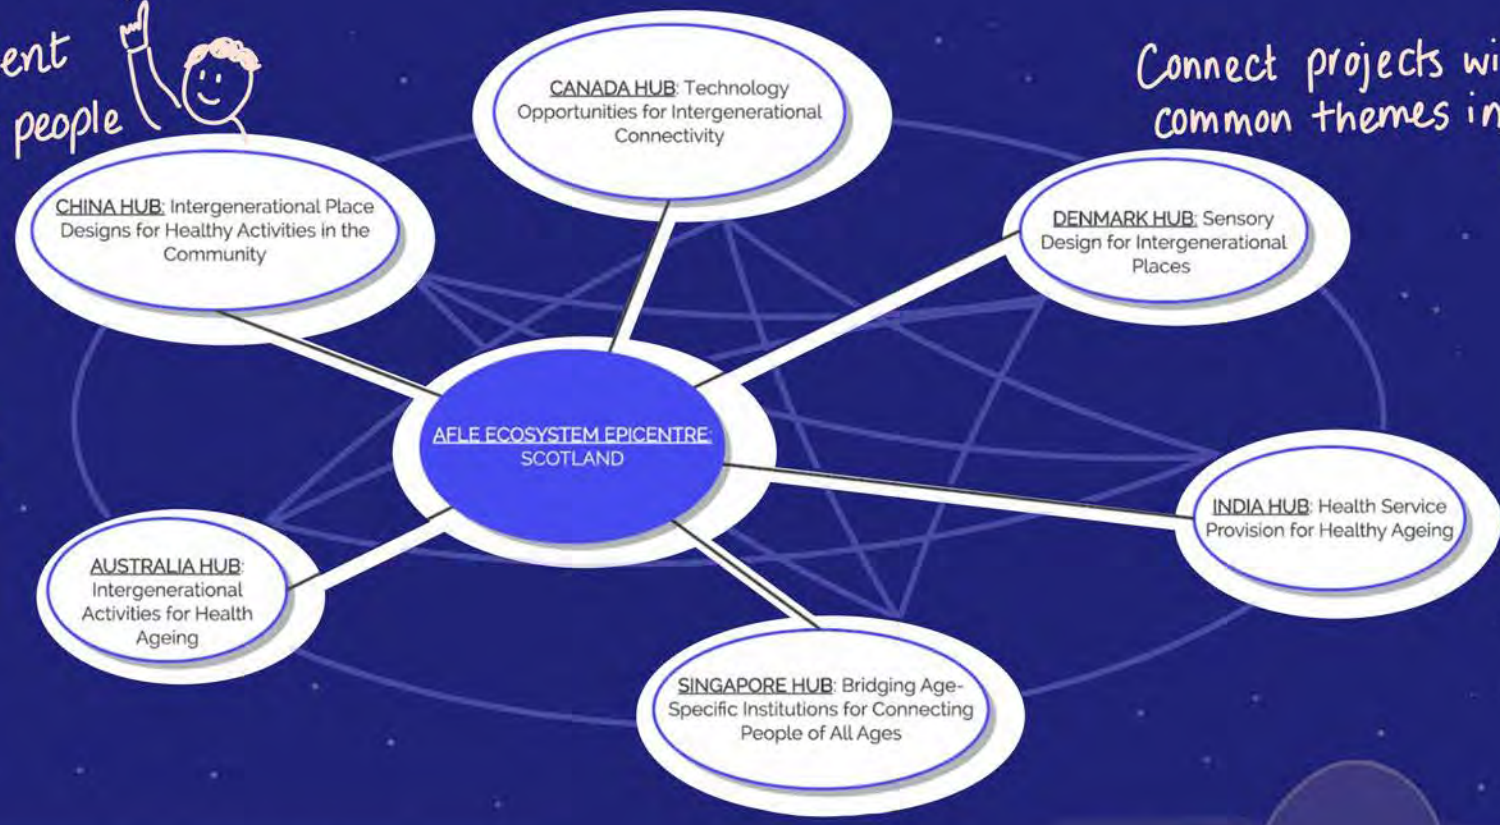 ent
people
Connect projects wi
common themes in
CANADA HUB: Technology
Opportunities for Intergenerational
Connectivity
CHINA HUB: Intergenerational Place
Designs for Healthy Activities in the
Community
DENMARK HUB: Sensory
Design for Intergenerational
Places
AFLE ECOSYSTEM EPICENTRE:
SCOTLAND
INDIA HUB: Health Service
Provision for Healthy Ageing
AUSTRALIA HUB:
Intergenerational
Activities for Health
Ageing
SINGAPORE HUB: Bridging Age-
Specific Institutions for Connecting
People of All Ages